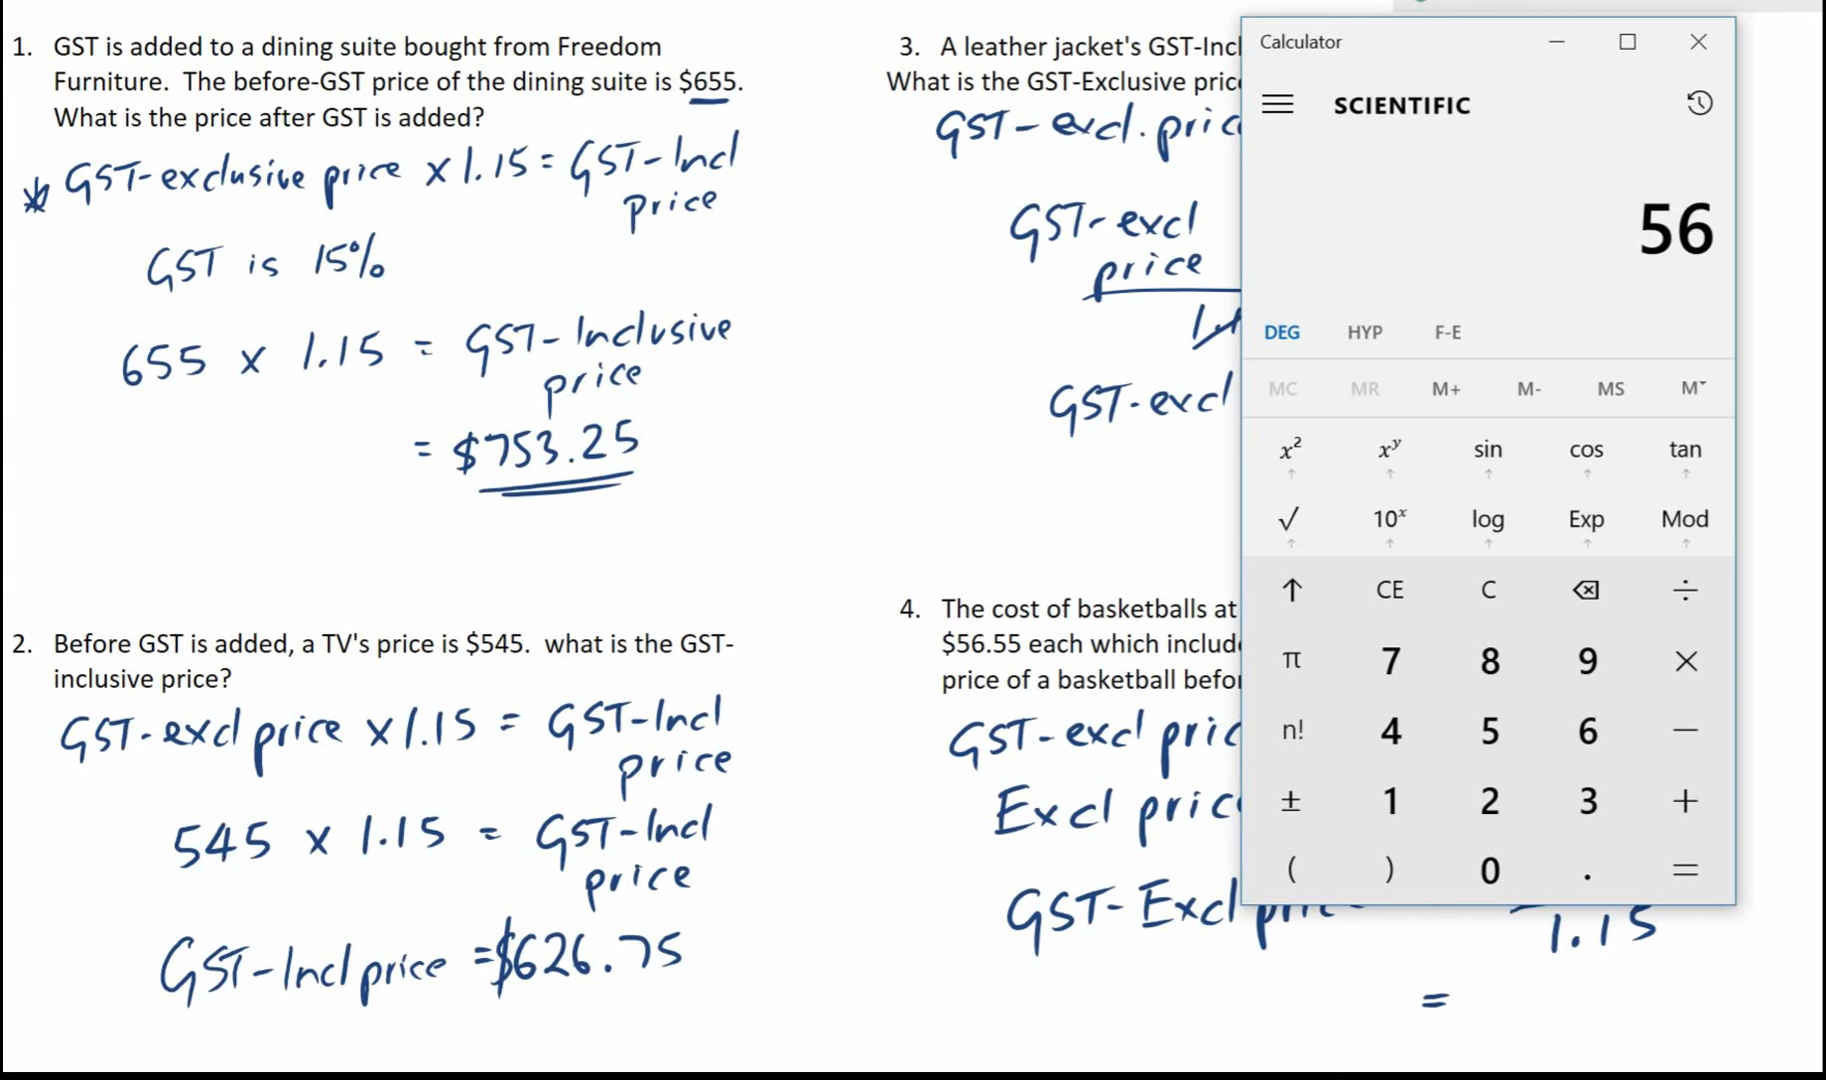 1. GST is added to a dining suite bought from Freedom
Furniture. The before-GST price of the dining suite is $655.
What is the price after GST is added?
* GST-exclusive price x 1.15 = GST-Incl
price
GST is 15%
655 x 1.15 = GST-Inclusive
price
= $753.25
2. Before GST is added, a TV's price is $545. what is the GST-
inclusive price?
GST-excl price x 1.15 = GST-Incl
price
545 x 1.15 = GST-Incl
price
GST-Incl price = $626.75
3. A leather jacket's GST-Incl
What is the GST-Exclusive
GST-excl.
GST-excl
price
GST-excl
4. The cost of basketballs at
$56.55 each which
price of a basketball
GST-excl
Excl
GST-Excl
1.15
=
Calculator
SCIENTIFIC
56
DEG HYP F-E
MC MR M+ M- MS M˅
x² xʸ sin cos tan
√ 10ˣ log Exp Mod
↑ CE C ⌫ ÷
π 7 8 9 ×
n! 4 5 6 −
± 1 2 3 +
( ) 0 . =